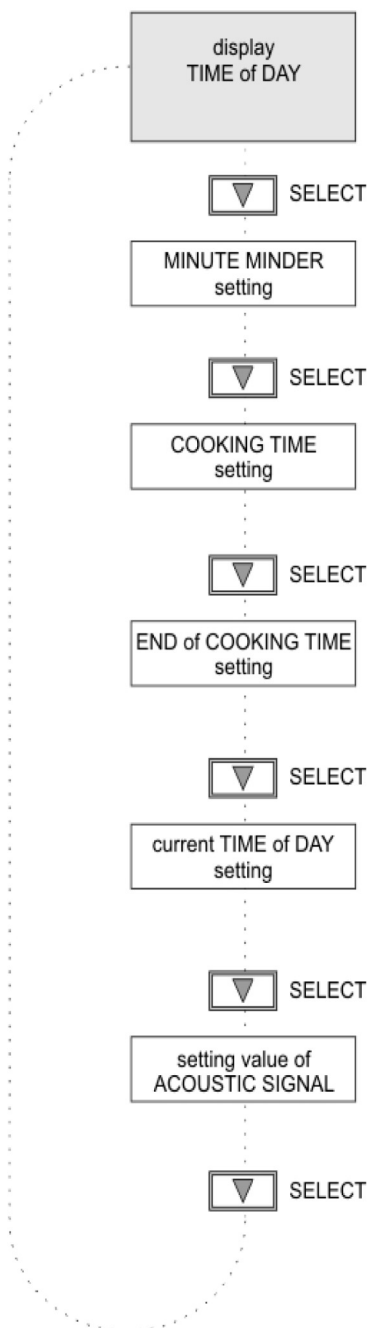 display
TIME of DAY
SELECT
MINUTE MINDER
setting
SELECT
COOKING TIME
setting
SELECT
END of COOKING TIME
setting
SELECT
current TIME of DAY
setting
SELECT
setting value of
ACOUSTIC SIGNAL
SELECT